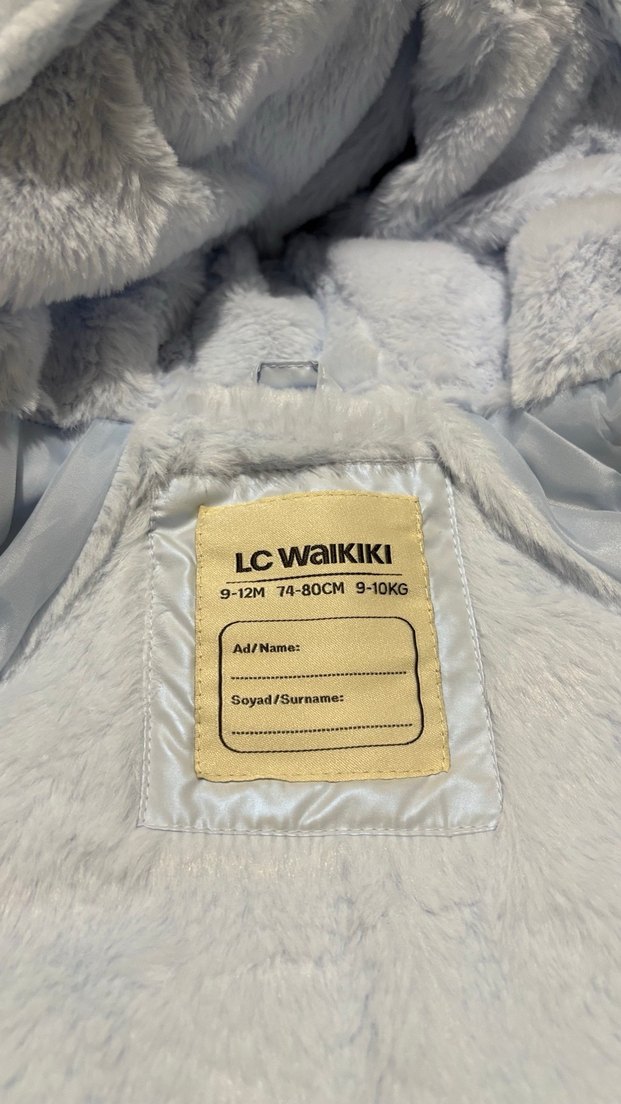 LC WAIKIKI
9-12M 74-80CM 9-10KG
Ad/Name:
Soyad/Surname: